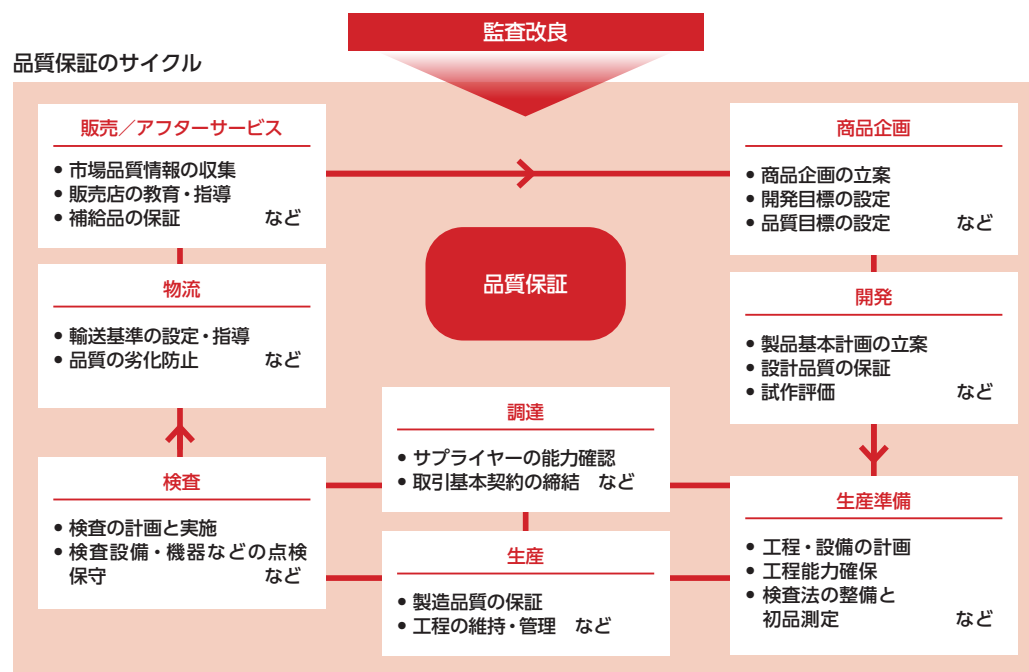 監査改良
品質保証のサイクル
販売／アフターサービス
• 市場品質情報の収集
• 販売店の教育・指導
• 補給品の保証 など
商品企画
• 商品企画の立案
• 開発目標の設定
• 品質目標の設定 など
品質保証
物流
• 輸送基準の設定・指導
• 品質の劣化防止 など
開発
• 製品基本計画の立案
• 設計品質の保証
• 試作評価 など
調達
• サプライヤーの能力確認
• 取引基本契約の締結 など
検査
• 検査の計画と実施
• 検査設備・機器などの点検
保守 など
生産
• 製造品質の保証
• 工程の維持・管理 など
生産準備
• 工程・設備の計画
• 工程能力確保
• 検査法の整備と
初品測定 など